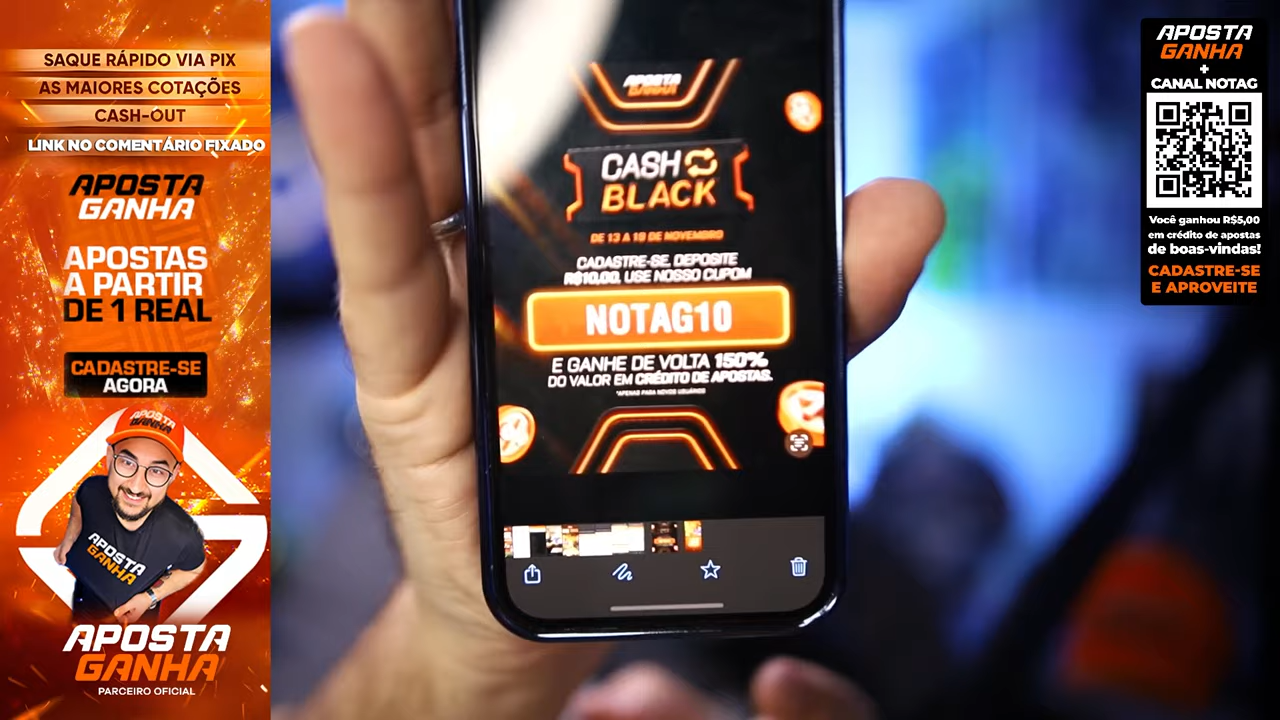 SAQUE RÁPIDO VIA PIX
AS MAIORES COTAÇÕES
CASH-OUT
LINK NO COMENTÁRIO FIXADO
APOSTA
GANHA
APOSTAS
A PARTIR
DE 1 REAL
CADASTRE-SE
AGORA
APOSTA
GANHA
APOSTA
GANHA
APOSTA
GANHA
PARCEIRO OFICIAL
APOSTA
GANHA
CASH
BLACK
DE 13 A 19 DE NOVEMBRO
CADASTRE-SE, DEPOSITE
R$10,00, USE NOSSO CUPOM
NOTAG10
E GANHE DE VOLTA 150%
DO VALOR EM CRÉDITO DE APOSTAS.
*APENAS PARA NOVOS USUÁRIOS
APOSTA
GANHA
+
CANAL NOTAG
Você ganhou R$5,00
em crédito de apostas
de boas-vindas!
CADASTRE-SE
E APROVEITE